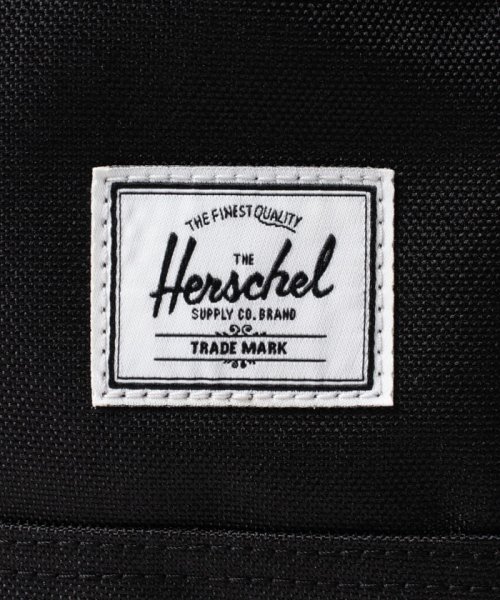 THE FINEST QUALITY
THE
Herschel
SUPPLY CO. BRAND
TRADE MARK